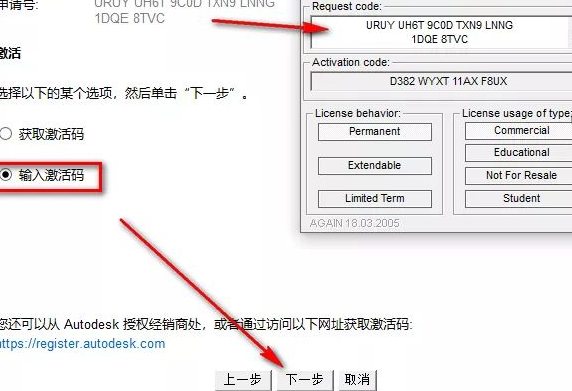 申请号:
URUY UH6T 9C0D TXN9 LNNG
1DQE 8TVC
激活
选择以下的某个选项，然后单击“下一步”。
获取激活码
输入激活码
您还可以从 Autodesk 授权经销商处，或者通过访问以下网址获取激活码:
https://register.autodesk.com
上一步
下一步
取消
Request code:
URUY UH6T 9C0D TXN9 LNNG
1DQE 8TVC
Activation code:
D382 WYXT 11AX F8UX
License behavior:
Permanent
Extendable
Limited Term
License usage of type:
Commercial
Educational
Not For Resale
Student
AGAIN 18.03.2005